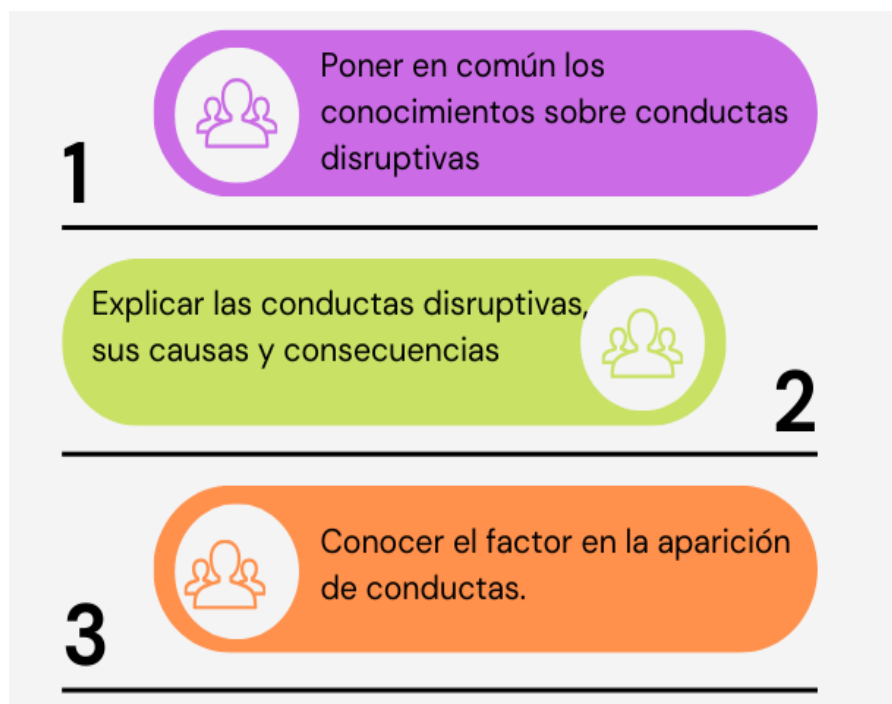 Poner en común los
conocimientos sobre conductas
disruptivas
1
Explicar las conductas disruptivas,
sus causas y consecuencias
2
Conocer el factor en la aparición
de conductas.
3